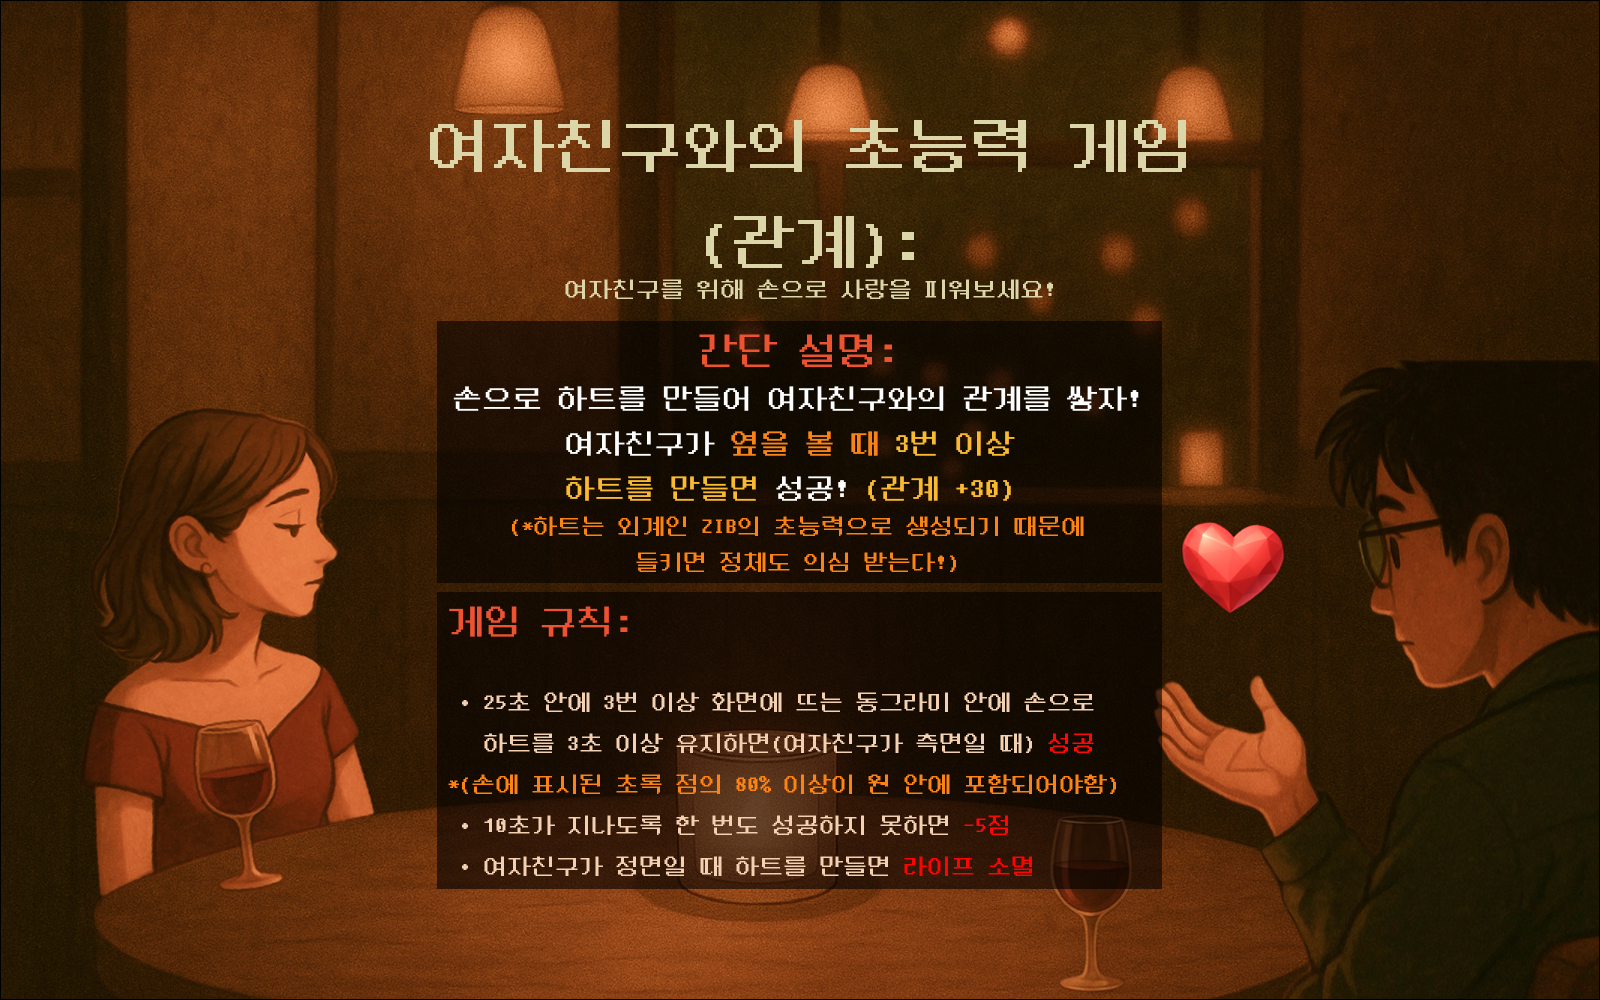 여자친구와의 초능력 게임
(관계):
여자친구를 위해 손으로 사랑을 피워보세요!
간단 설명:
손으로 하트를 만들어 여자친구와의 관계를 쌓자!
여자친구가 옆을 볼 때 3번 이상
하트를 만들면 성공! (관계 +30)
(*하트는 외계인 ZIB의 초능력으로 생성되기 때문에
들키면 정체도 의심 받는다!)
게임 규칙:
• 25초 안에 3번 이상 화면에 뜨는 동그라미 안에 손으로
하트를 3초 이상 유지하면(여자친구가 측면일 때) 성공
*(손에 표시된 초록 점의 80% 이상이 원 안에 포함되어야함)
• 10초가 지나도록 한 번도 성공하지 못하면 -5점
• 여자친구가 정면일 때 하트를 만들면 라이프 소멸